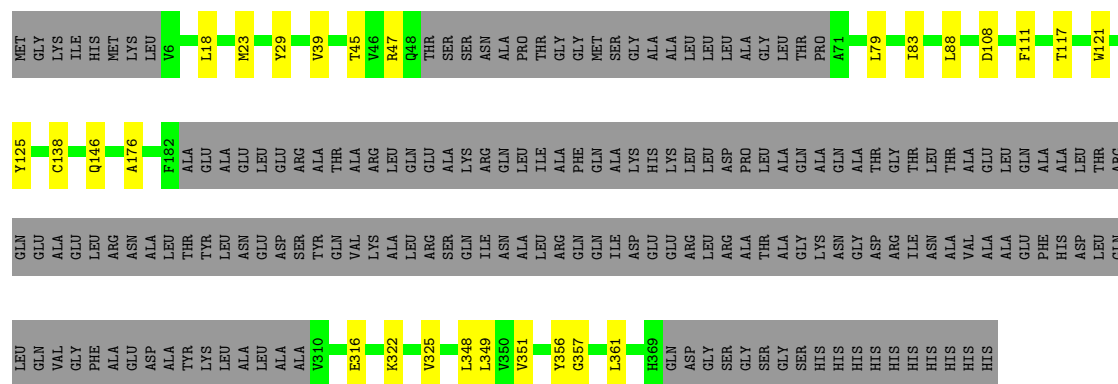 MET GLY LYS ILE HIS MET LYS LEU V6 L18 M23 Y29 V39 T45 V46 R47 Q48 THR SER SER ASN ALA PRO THR GLY GLY MET SER GLY ALA ALA LEU LEU LEU ALA GLY LEU THR PRO A71 L79 I83 L88 D108 F111 T117 W121
Y125 C138 Q146 A176 F182 ALA GLU ALA GLU LEU GLU ARG ALA THR ALA ARG LEU GLN GLU ALA LYS ARG GLN LEU ILE ALA PHE GLN ALA LYS HIS LYS LEU LEU ASP PRO LEU ALA GLN ALA GLN ALA THR GLY THR LEU THR ALA GLU LEU GLN ALA ALA LEU THR ARG
GLN GLU ALA GLU LEU ARG ASN ALA LEU THR TYR LEU ASN GLU ASP SER TYR GLN VAL LYS ALA LEU ARG SER GLN ILE ASN ALA LEU ARG GLN GLN ILE ASP GLU GLU ARG LEU ARG ALA THR ALA GLY LYS ASN GLY ASP ARG ILE ASN ALA VAL ALA ALA GLU PHE HIS ASP LEU GLN
LEU GLN VAL GLY PHE ALA GLU ASP ALA TYR LYS LEU ALA LEU ALA ALA V310 E316 K322 V325 L348 L349 V350 V351 Y356 G357 L361 H369 GLN ASP GLY SER GLY SER GLY SER HIS HIS HIS HIS HIS HIS HIS HIS HIS HIS